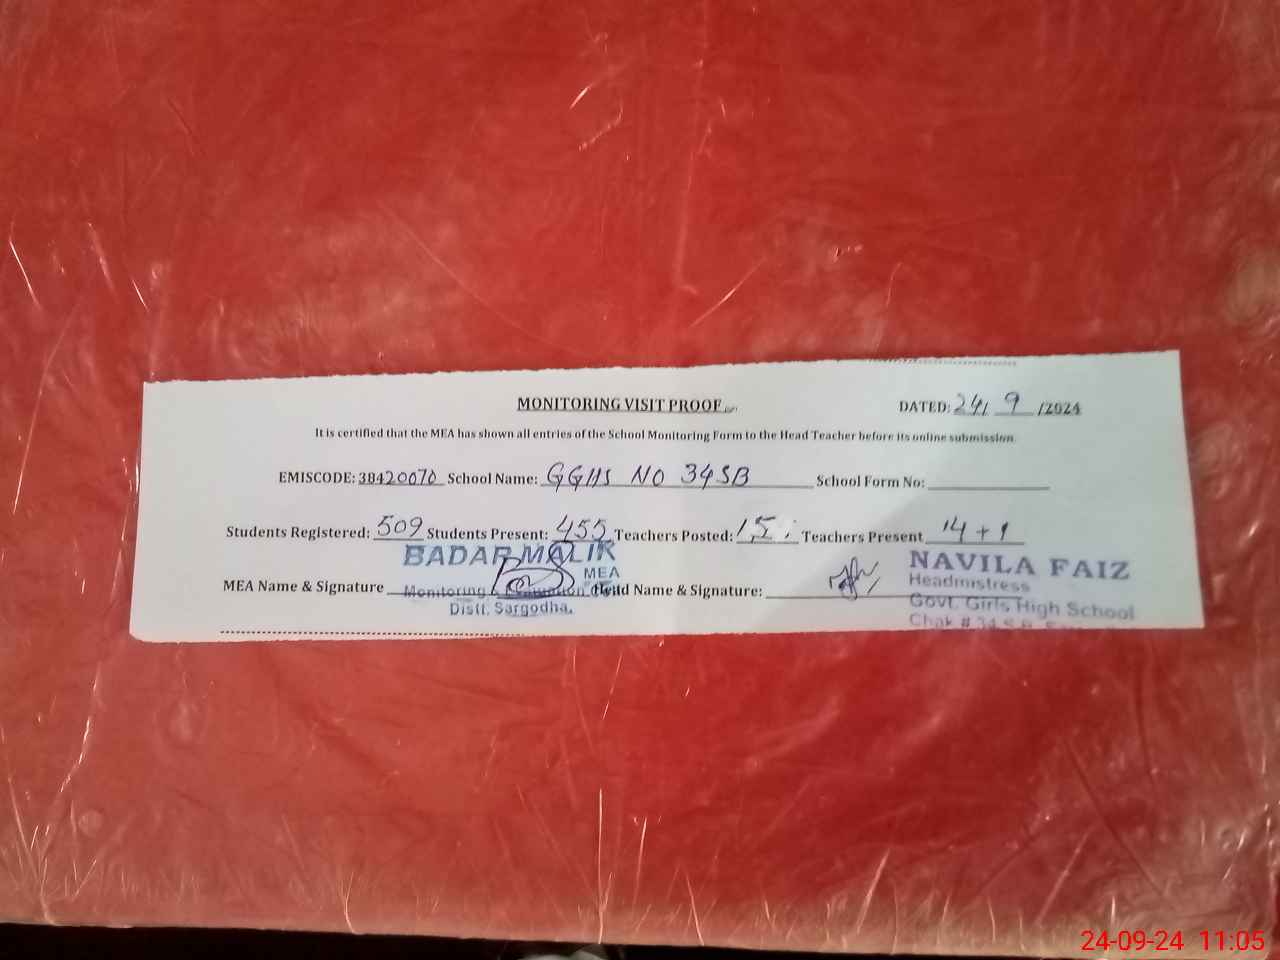 MONITORING VISIT PROOF
DATED: 24/ 9 /2024
It is certified that the MEA has shown all entries of the School Monitoring Form to the Head Teacher before its online submission.
EMISCODE: 38420070 School Name: GGHS NO 34SB School Form No:
Students Registered: 509 Students Present: 455 Teachers Posted: 15 Teachers Present 14 + 1
BADAR MALIK
MEA
MEA Name & Signature Monitoring & Head Name & Signature:
Distt. Sargodha.
NAVILA FAIZ
Headmistress
Govt. Girls High School
Chak # 34 S.B.
24-09-24 11:05